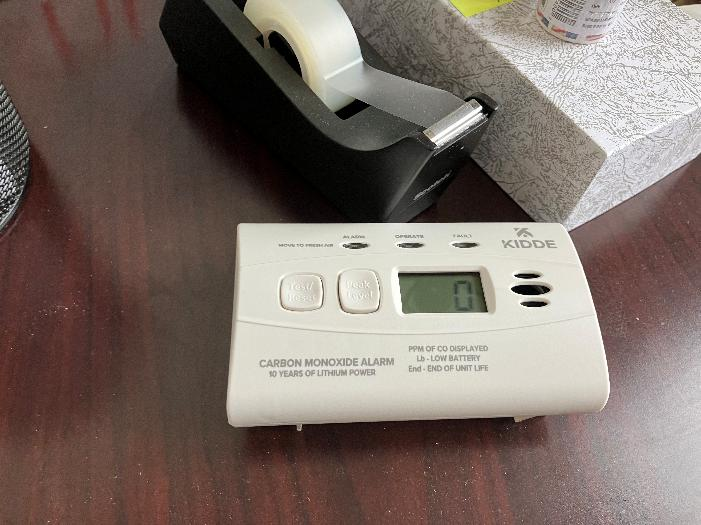 MOVE TO FRESH AIR
ALARM
OPERATE
FAULT
KIDDE
Test/
Reset
Peak
Level
0
CARBON MONOXIDE ALARM
10 YEARS OF LITHIUM POWER
PPM OF CO DISPLAYED
Lb - LOW BATTERY
End - END OF UNIT LIFE